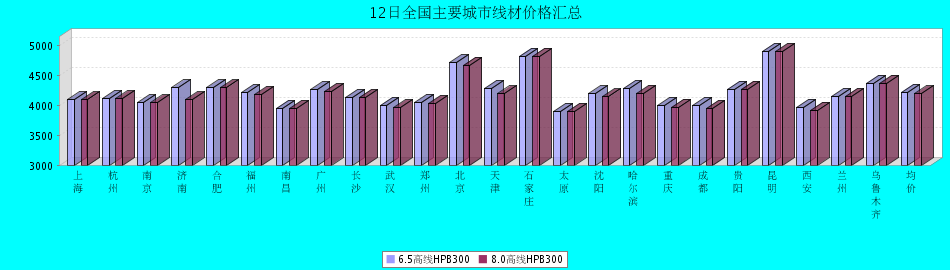 12日全国主要城市线材价格汇总
5000
4500
4000
3500
3000
上海 杭州 南京 济南 合肥 福州 南昌 广州 长沙 武汉 郑州 北京 天津 石家庄 太原 沈阳 哈尔滨 重庆 成都 贵阳 昆明 西安 兰州 乌鲁木齐 均价
6.5高线HPB300 8.0高线HPB300